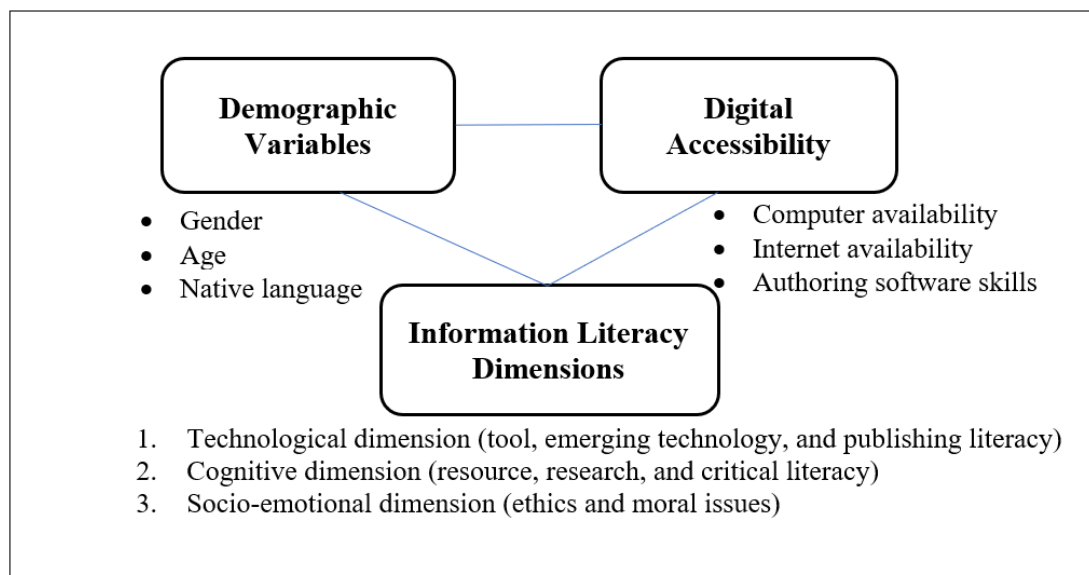 Demographic
Variables
Digital
Accessibility
• Gender
• Age
• Native language
• Computer availability
• Internet availability
• Authoring software skills
Information Literacy
Dimensions
1. Technological dimension (tool, emerging technology, and publishing literacy)
2. Cognitive dimension (resource, research, and critical literacy)
3. Socio-emotional dimension (ethics and moral issues)